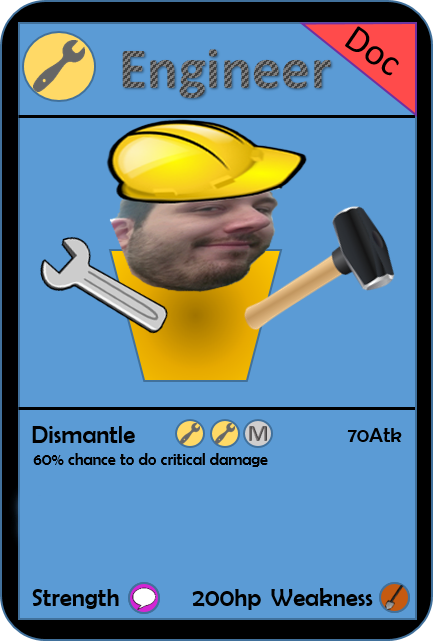 Engineer
Doc
Dismantle M 70Atk
60% chance to do critical damage
Strength 200hp Weakness